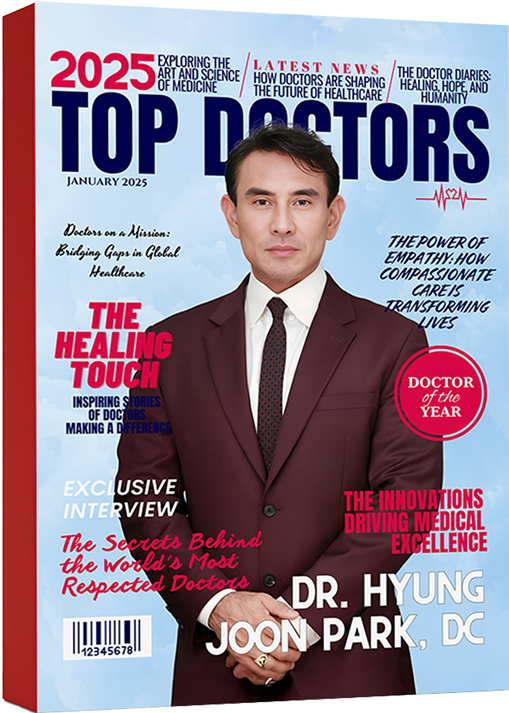 2025
EXPLORING THE
ART AND SCIENCE
OF MEDICINE
LATEST NEWS
HOW DOCTORS ARE SHAPING
THE FUTURE OF HEALTHCARE
THE DOCTOR DIARIES:
HEALING, HOPE, AND
HUMANITY
TOP DOCTORS
JANUARY 2025
Doctors on a Mission:
Bridging Gaps in Global
Healthcare
THE POWER OF
EMPATHY: HOW
COMPASSIONATE
CARE IS
TRANSFORMING
LIVES
THE
HEALING
TOUCH
INSPIRING STORIES
OF DOCTORS
MAKING A DIFFERENCE
DOCTOR
of the
YEAR
EXCLUSIVE
INTERVIEW
The Secrets Behind
the World's Most
Respected Doctors
THE INNOVATIONS
DRIVING MEDICAL
EXCELLENCE
DR. HYUNG
JOON PARK, DC
12345678